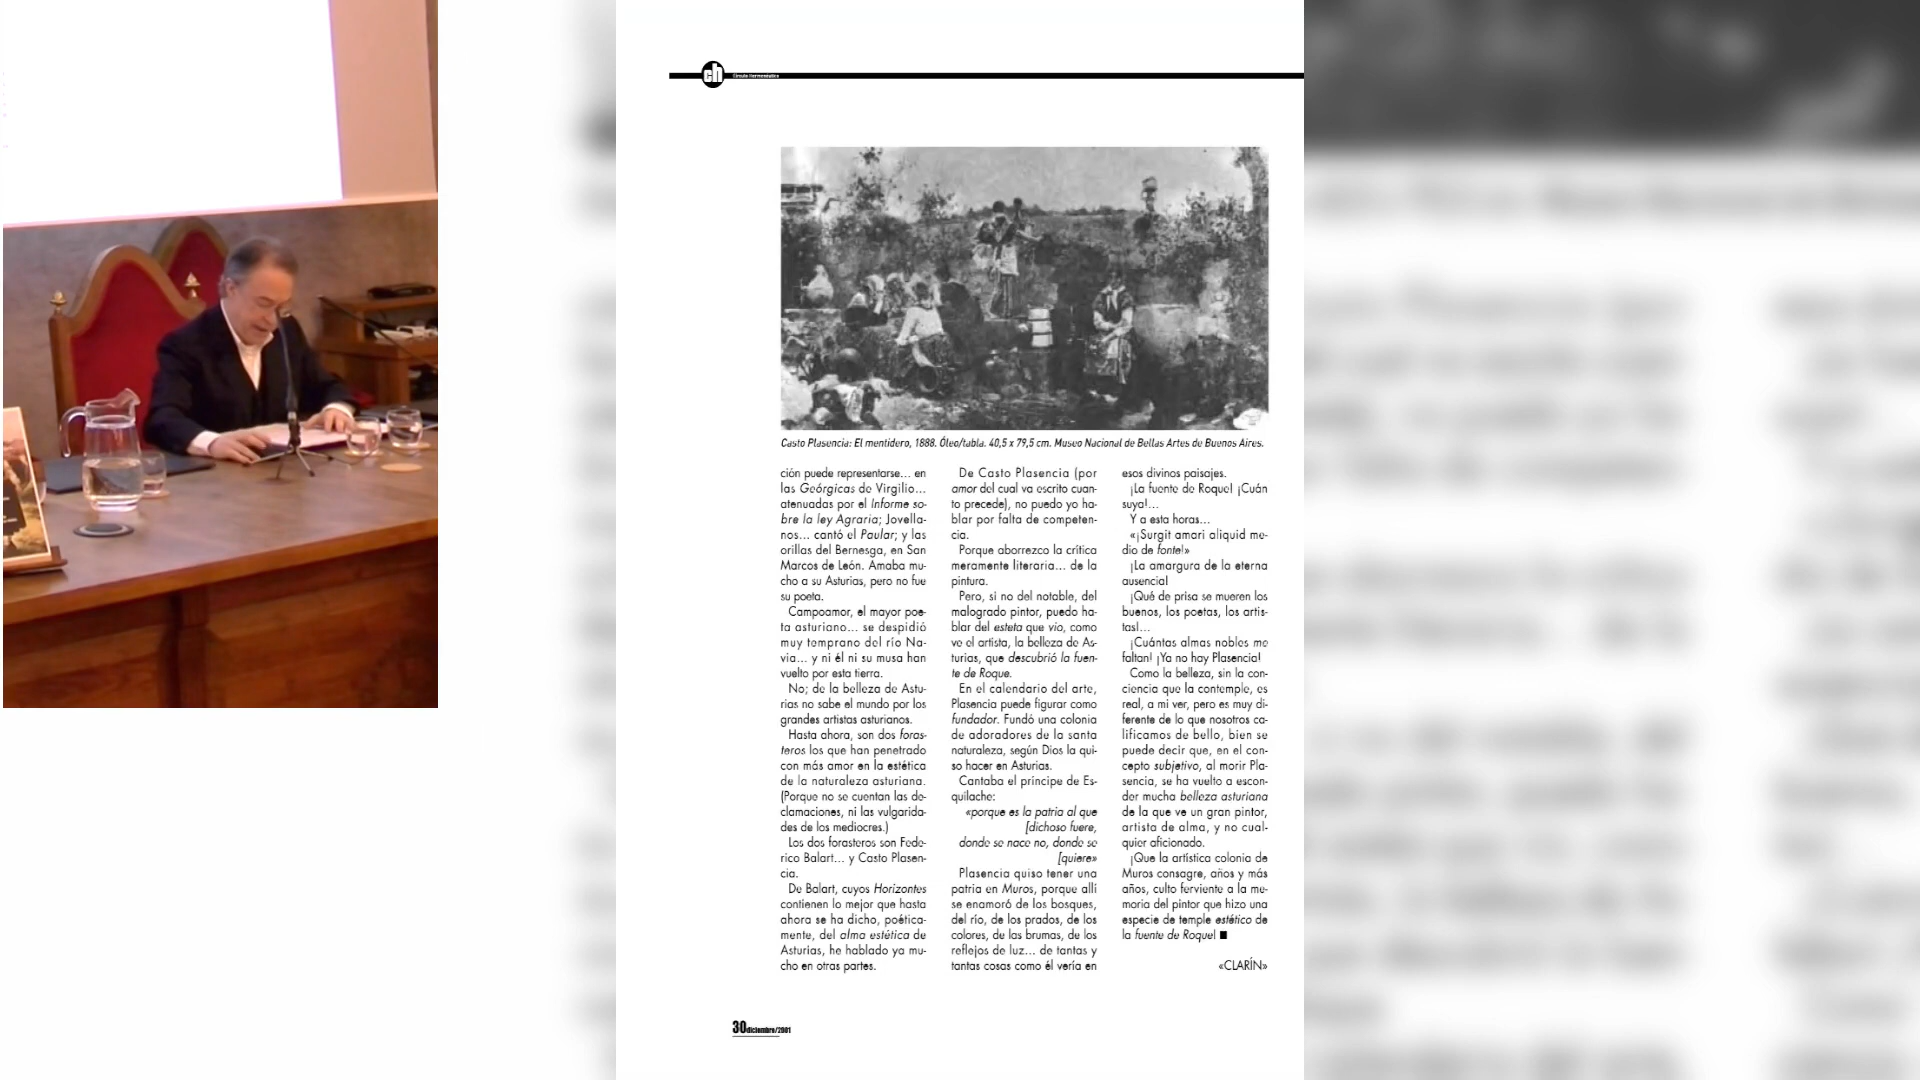 ch
Círculo Hermenéutico
Casto Plasencia: El mentidero, 1888. Óleo/tabla. 40,5 x 79,5 cm. Museo Nacional de Bellas Artes de Buenos Aires.
ción puede representarse... en
las Geórgicas de Virgilio...
atenuadas por el Informe so-
bre la ley Agraria; Jovella-
nos... cantó el Paular; y las
orillas del Bernesga, en San
Marcos de León. Amaba mu-
cho a su Asturias, pero no fue
su poeta.
Campoamor, el mayor poe-
ta asturiano... se despidió
muy temprano del río Na-
via... y ni él ni su musa han
vuelto por esta tierra.
No; de la belleza de Astu-
rias no sabe el mundo por los
grandes artistas asturianos.
Hasta ahora, son dos foras-
teros los que han penetrado
con más amor en la estética
de la naturaleza asturiana.
(Porque no se cuentan las de-
clamaciones, ni las vulgarida-
des de los mediocres.)
Los dos forasteros son Fede-
rico Balart... y Casto Plasen-
cia.
De Balart, cuyos Horizontes
contienen lo mejor que hasta
ahora se ha dicho, poética-
mente, del alma estética de
Asturias, he hablado ya mu-
cho en otras partes.
De Casto Plasencia (por
amor del cual va escrito cuan-
to precede), no puedo yo ha-
blar por falta de competen-
cia.
Porque aborrezco la crítica
meramente literaria... de la
pintura.
Pero, si no del notable, del
malogrado pintor, puedo ha-
blar del esteta que vio, como
ve el artista, la belleza de As-
turias, que descubrió la fuen-
te de Roque.
En el calendario del arte,
Plasencia puede figurar como
fundador. Fundó una colonia
de adoradores de la santa
naturaleza, según Dios la qui-
so hacer en Asturias.
Cantaba el príncipe de Es-
quilache:
«porque es la patria al que
[dichoso fuere,
donde se nace no, donde se
[quiere»
Plasencia quiso tener una
patria en Muros, porque allí
se enamoró de los bosques,
del río, de los prados, de los
colores, de las brumas, de los
reflejos de luz... de tantas y
tantas cosas como él vería en
esos divinos paisajes.
¡La fuente de Roque! ¡Cuán
suya!...
Y a esta horas...
«¡Surgit amari aliquid me-
dio de fonte!»
¡La amargura de la eterna
ausencia!
¡Qué de prisa se mueren los
buenos, los poetas, los artis-
tas!...
¡Cuántas almas nobles me
faltan! ¡Ya no hay Plasencia!
Como la belleza, sin la con-
ciencia que la contemple, es
real, a mi ver, pero es muy di-
ferente de lo que nosotros ca-
lificamos de bello, bien se
puede decir que, en el con-
cepto subjetivo, al morir Pla-
sencia, se ha vuelto a escon-
der mucha belleza asturiana
de la que ve un gran pintor,
artista de alma, y no cual-
quier aficionado.
¡Que la artística colonia de
Muros consagre, años y más
años, culto ferviente a la me-
moria del pintor que hizo una
especie de temple estético de
la fuente de Roque! ■
«CLARÍN»
30 diciembre/2001